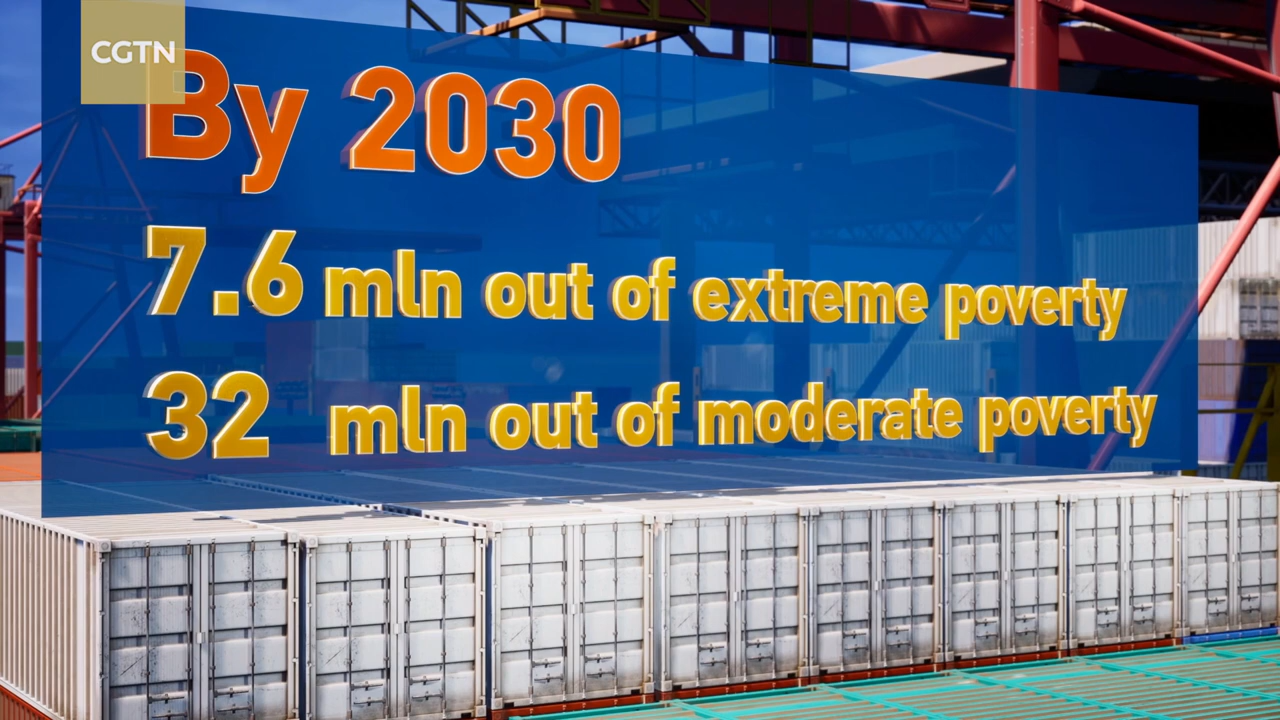 CGTN
By 2030
7.6 mln out of extreme poverty
32 mln out of moderate poverty